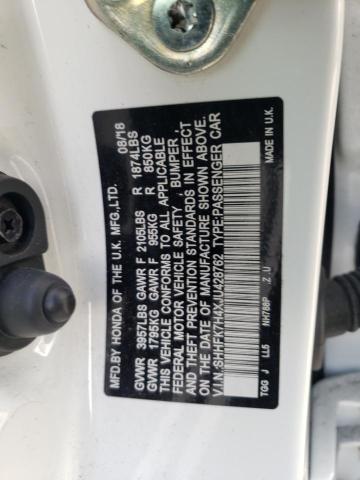 MFD.BY HONDA OF THE U.K. MFG.,LTD. 08/18
GVWR 3957LBS GAWR F 2105LBS R 1874LBS
GVWR 1795KG GAWR F 955KG R 850KG
THIS VEHICLE CONFORMS TO ALL APPLICABLE
FEDERAL MOTOR VEHICLE SAFETY, BUMPER,
AND THEFT PREVENTION STANDARDS IN EFFECT
ON THE DATE OF MANUFACTURE SHOWN ABOVE.
V.I.N.:SHHFK7H4XJU428762 TYPE:PASSENGER CAR
TGG J LL5 NH788P Z.U MADE IN U.K.